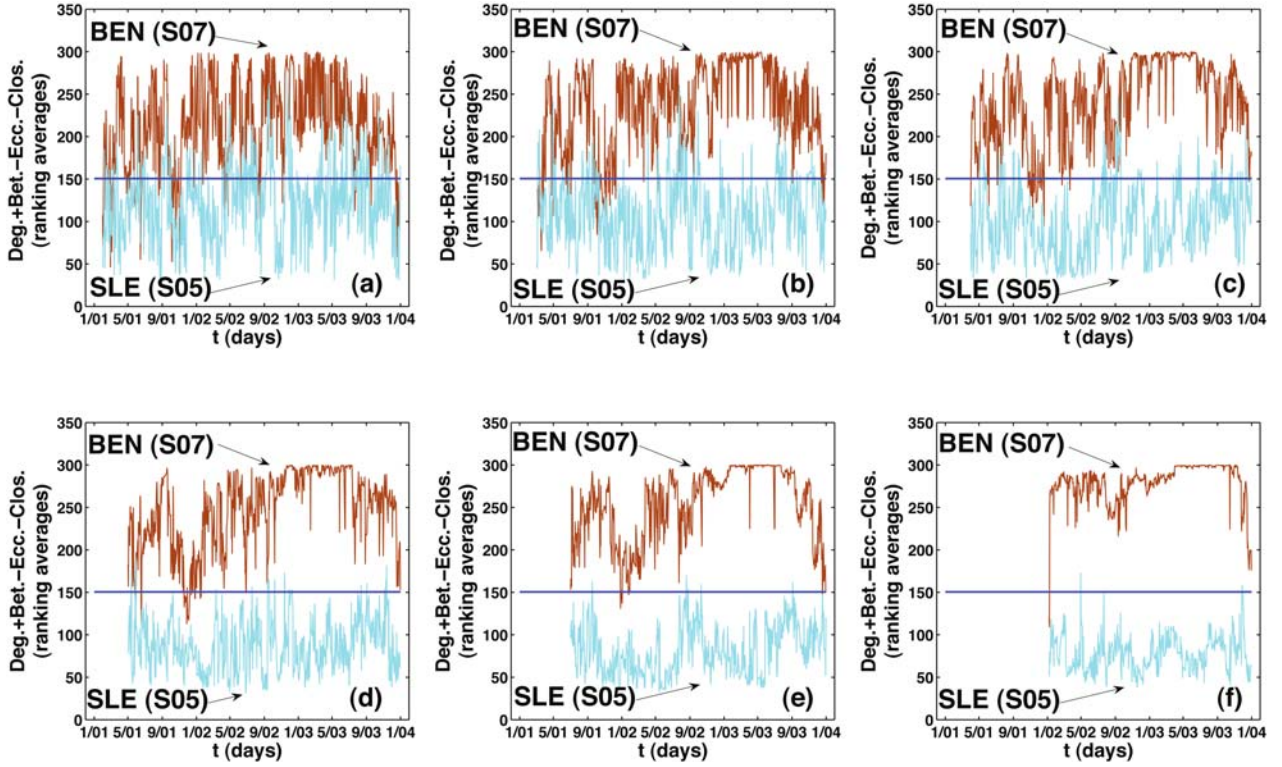 Deg.+Bet.−Ecc.−Clos.
(ranking averages)
350
300
250
200
150
100
50
0
BEN (S07)
SLE (S05)
(a)
1/01 5/01 9/01 1/02 5/02 9/02 1/03 5/03 9/03 1/04
t (days)
Deg.+Bet.−Ecc.−Clos.
(ranking averages)
350
300
250
200
150
100
50
0
BEN (S07)
SLE (S05)
(b)
1/01 5/01 9/01 1/02 5/02 9/02 1/03 5/03 9/03 1/04
t (days)
Deg.+Bet.−Ecc.−Clos.
(ranking averages)
350
300
250
200
150
100
50
0
BEN (S07)
SLE (S05)
(c)
1/01 5/01 9/01 1/02 5/02 9/02 1/03 5/03 9/03 1/04
t (days)
Deg.+Bet.−Ecc.−Clos.
(ranking averages)
350
300
250
200
150
100
50
0
BEN (S07)
SLE (S05)
(d)
1/01 5/01 9/01 1/02 5/02 9/02 1/03 5/03 9/03 1/04
t (days)
Deg.+Bet.−Ecc.−Clos.
(ranking averages)
350
300
250
200
150
100
50
0
BEN (S07)
SLE (S05)
(e)
1/01 5/01 9/01 1/02 5/02 9/02 1/03 5/03 9/03 1/04
t (days)
Deg.+Bet.−Ecc.−Clos.
(ranking averages)
350
300
250
200
150
100
50
0
BEN (S07)
SLE (S05)
(f)
1/01 5/01 9/01 1/02 5/02 9/02 1/03 5/03 9/03 1/04
t (days)